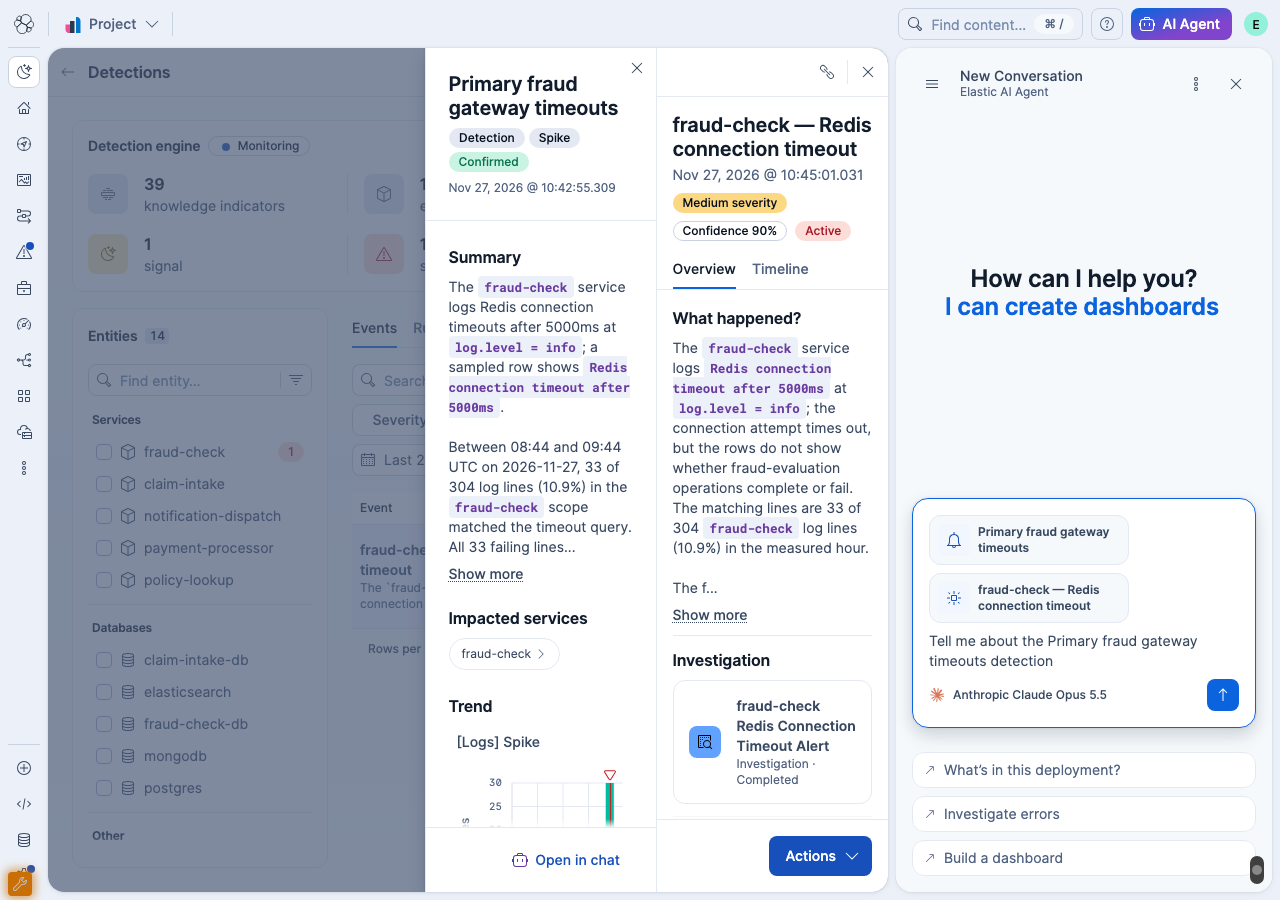 Project
Find content...
⌘ /
AI Agent
E
Detections
Detection engine
Monitoring
39
knowledge indicators
1
signal
Entities
14
Find entity...
Services
fraud-check
1
claim-intake
notification-dispatch
payment-processor
policy-lookup
Databases
claim-intake-db
elasticsearch
fraud-check-db
mongodb
postgres
Other
Events
Search
Severity
Last 2
Event
fraud-che
timeout
The `fraud-
connection
Rows per
Primary fraud
gateway timeouts
Detection
Spike
Confirmed
Nov 27, 2026 @ 10:42:55.309
Summary
The fraud-check service
logs Redis connection
timeouts after 5000ms at
log.level = info ; a
sampled row shows Redis
connection timeout after
5000ms .
Between 08:44 and 09:44
UTC on 2026-11-27, 33 of
304 log lines (10.9%) in the
fraud-check scope
matched the timeout query.
All 33 failing lines...
Show more
Impacted services
fraud-check
Trend
[Logs] Spike
30
25
Open in chat
fraud-check — Redis
connection timeout
Nov 27, 2026 @ 10:45:01.031
Medium severity
Confidence 90%
Active
Overview
Timeline
What happened?
The fraud-check service
logs Redis connection
timeout after 5000ms at
log.level = info ; the
connection attempt times out,
but the rows do not show
whether fraud-evaluation
operations complete or fail.
The matching lines are 33 of
304 fraud-check log lines
(10.9%) in the measured hour.
The f...
Show more
Investigation
fraud-check
Redis Connection
Timeout Alert
Investigation ·
Completed
Actions
New Conversation
Elastic AI Agent
How can I help you?
I can create dashboards
Primary fraud gateway
timeouts
fraud-check — Redis
connection timeout
Tell me about the Primary fraud gateway
timeouts detection
Anthropic Claude Opus 5.5
What's in this deployment?
Investigate errors
Build a dashboard